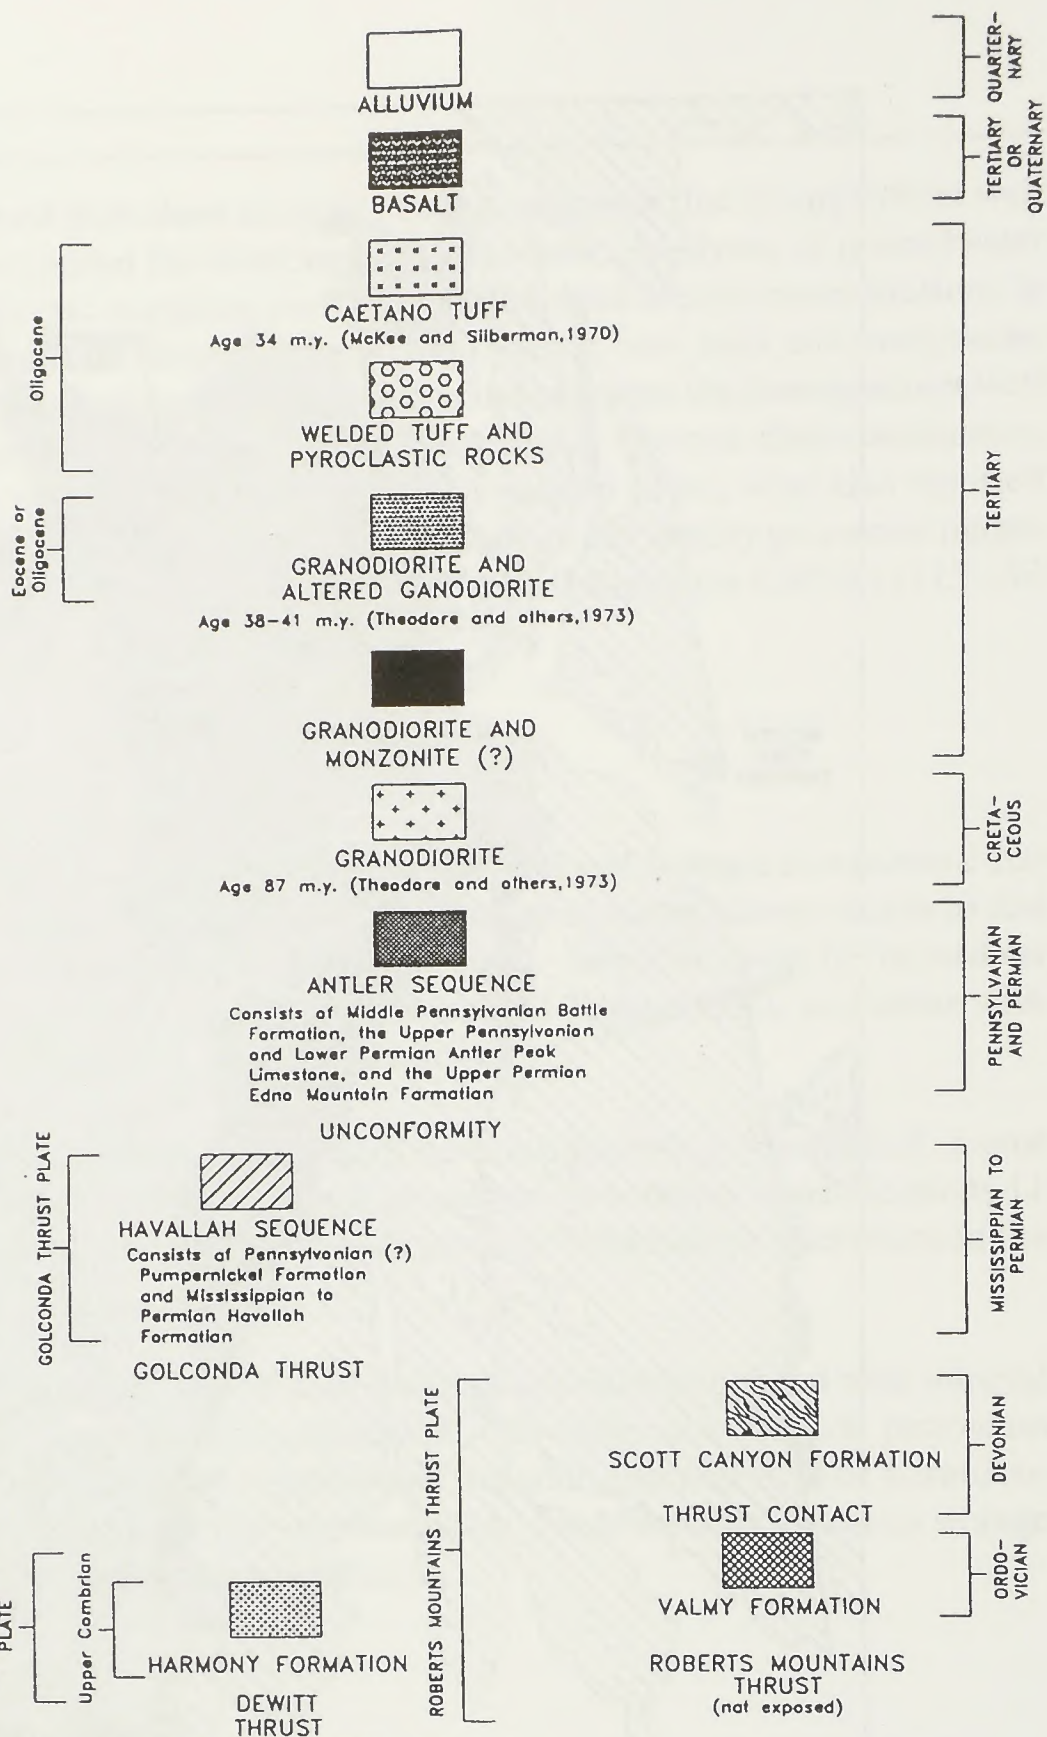 QUARTER-
NARY
ALLUVIUM
TERTIARY
OR
QUATERNARY
BASALT
TERTIARY
Oligocene
CAETANO TUFF
Age 34 m.y. (McKee and Silberman,1970)
WELDED TUFF AND
PYROCLASTIC ROCKS
Eocene or
Oligocene
GRANODIORITE AND
ALTERED GANODIORITE
Age 38-41 m.y. (Theodore and others,1973)
GRANODIORITE AND
MONZONITE (?)
CRETA-
CEOUS
GRANODIORITE
Age 87 m.y. (Theodore and others,1973)
PENNSYLVANIAN
AND PERMIAN
ANTLER SEQUENCE
Consists of Middle Pennsylvanian Battle
Formation, the Upper Pennsylvanian
and Lower Permian Antler Peak
Limestone, and the Upper Permian
Edna Mountain Formation
UNCONFORMITY
GOLCONDA THRUST PLATE
MISSISSIPPIAN TO
PERMIAN
HAVALLAH SEQUENCE
Consists of Pennsylvanian (?)
Pumpernickel Formation
and Mississippian to
Permian Havallah
Formation
GOLCONDA THRUST
ROBERTS MOUNTAINS THRUST PLATE
DEVONIAN
SCOTT CANYON FORMATION
THRUST CONTACT
ORDO-
VICIAN
VALMY FORMATION
ROBERTS MOUNTAINS
THRUST
(not exposed)
PLATE
Upper Cambrian
HARMONY FORMATION
DEWITT
THRUST